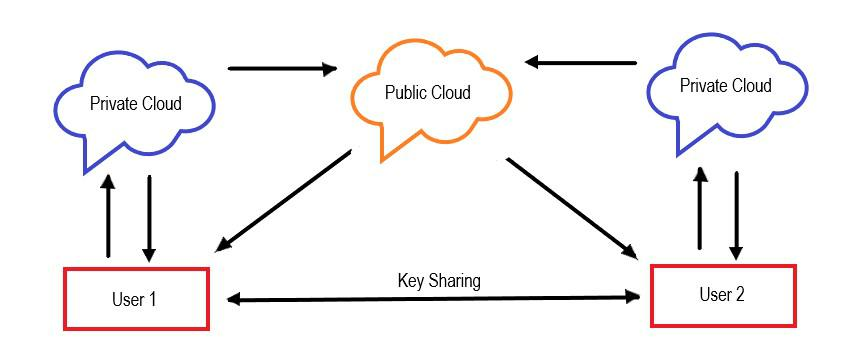 Private Cloud
Public Cloud
Private Cloud
Key Sharing
User 1
User 2